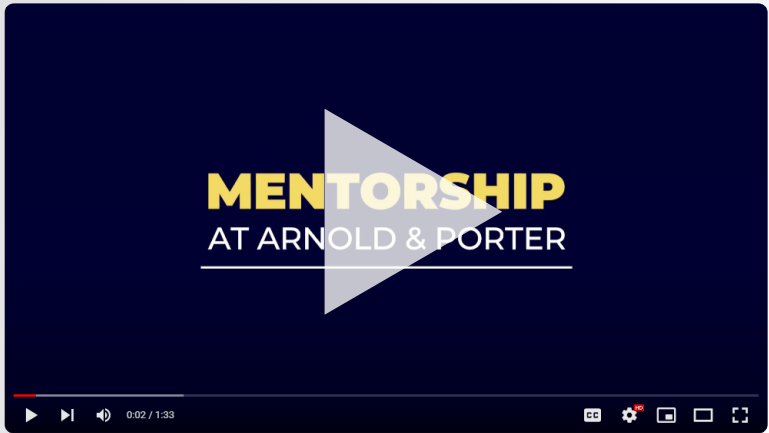 MENTORSHIP
AT ARNOLD & PORTER
0:02 / 1:33
CC
HD